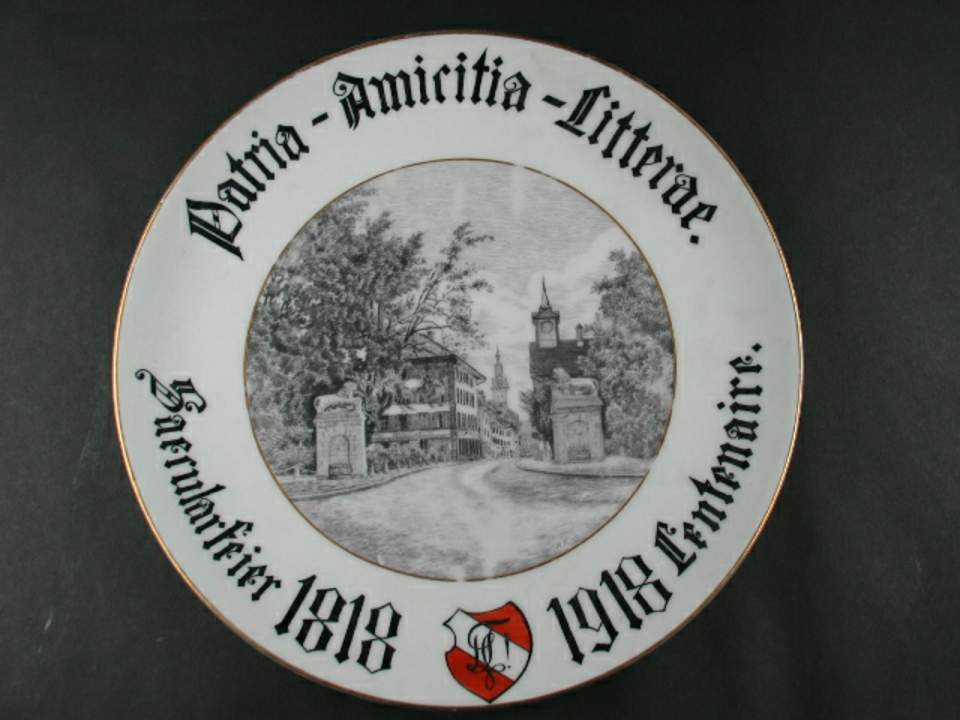 Patria - Amicitia - Litterae.
Saecularfeier 1818
1918 Centenaire.